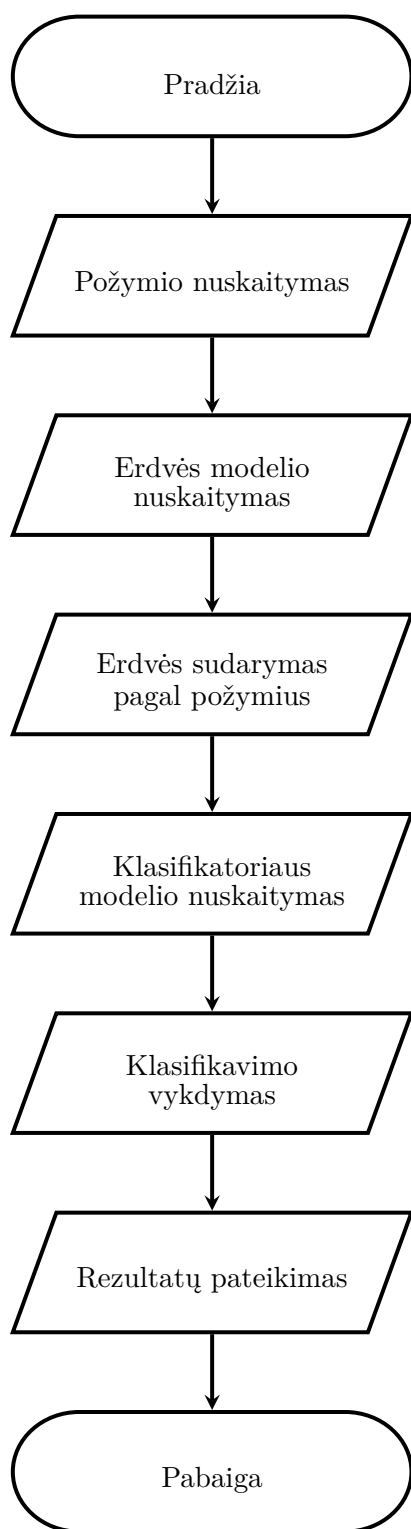 Pradžia
Požymio nuskaitymas
Erdvės modelio
nuskaitymas
Erdvės sudarymas
pagal požymius
Klasifikatoriaus
modelio nuskaitymas
Klasifikavimo
vykdymas
Rezultatų pateikimas
Pabaiga